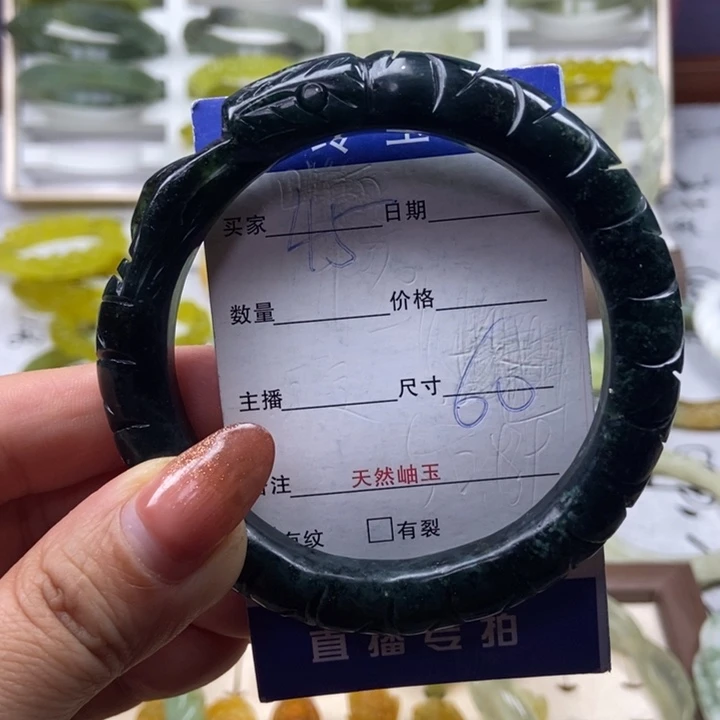 买家 45 日期
数量 价格
主播 尺寸 60
注 天然岫玉
有纹 有裂
直播专拍